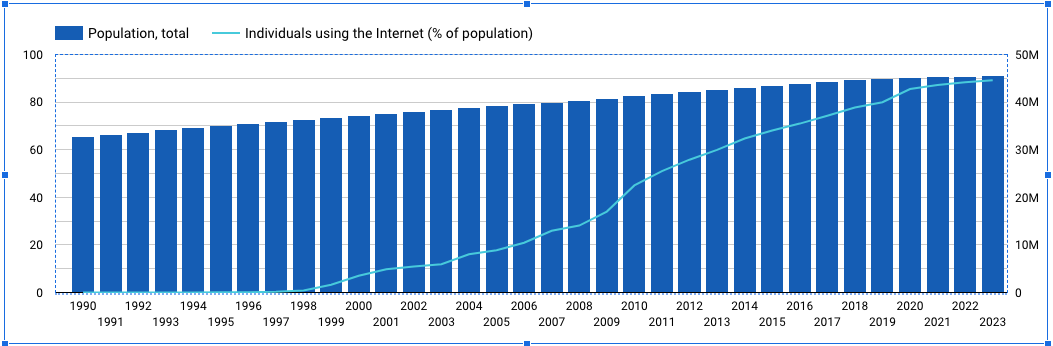 Population, total Individuals using the Internet (% of population)
100 50M
80 40M
60 30M
40 20M
20 10M
0 0
1990 1992 1994 1996 1998 2000 2002 2004 2006 2008 2010 2012 2014 2016 2018 2020 2022
1991 1993 1995 1997 1999 2001 2003 2005 2007 2009 2011 2013 2015 2017 2019 2021 2023